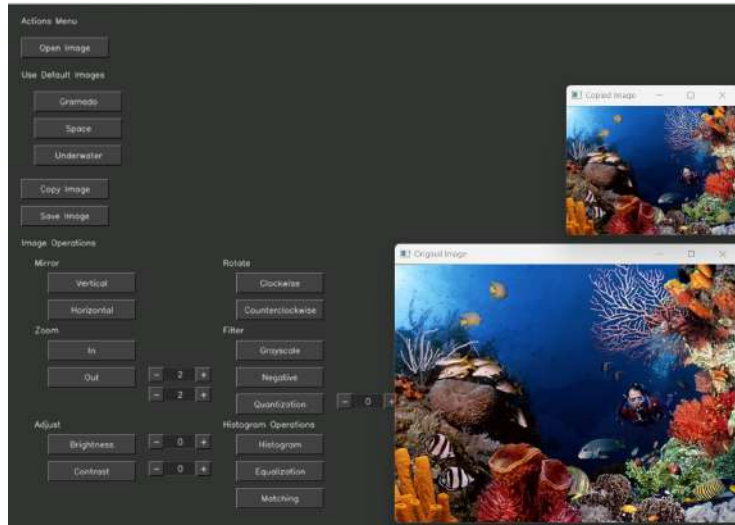 Actions Menu
Open Image
Use Default Images
Gramado
Space
Underwater
Copy Image
Save Image
Image Operations
Mirror
Vertical
Horizontal
Zoom
In
Out
- 2 +
- 2 +
Adjust
Brightness
- 0 +
Contrast
- 0 +
Rotate
Clockwise
Counterclockwise
Filter
Grayscale
Negative
Quantization
- 0 +
Histogram Operations
Histogram
Equalization
Matching
Copied Image
Original Image